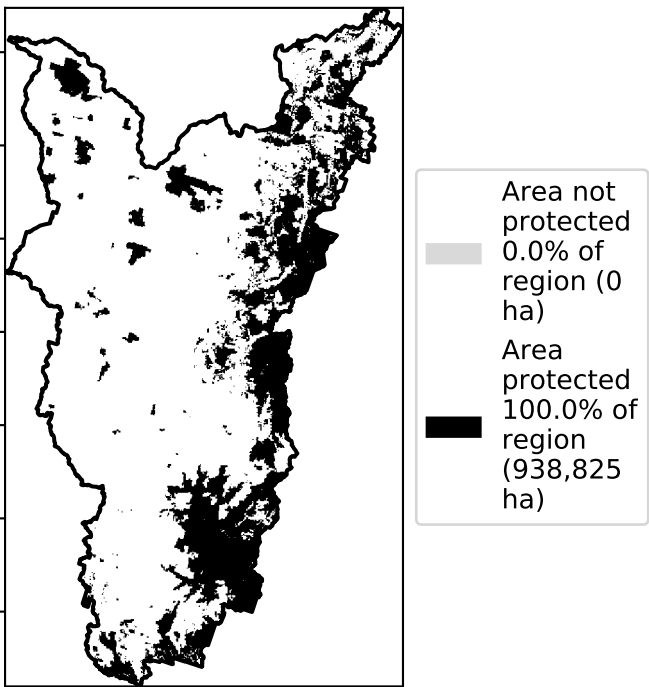 Area not
protected
0.0% of
region (0
ha)
Area
protected
100.0% of
region
(938,825
ha)